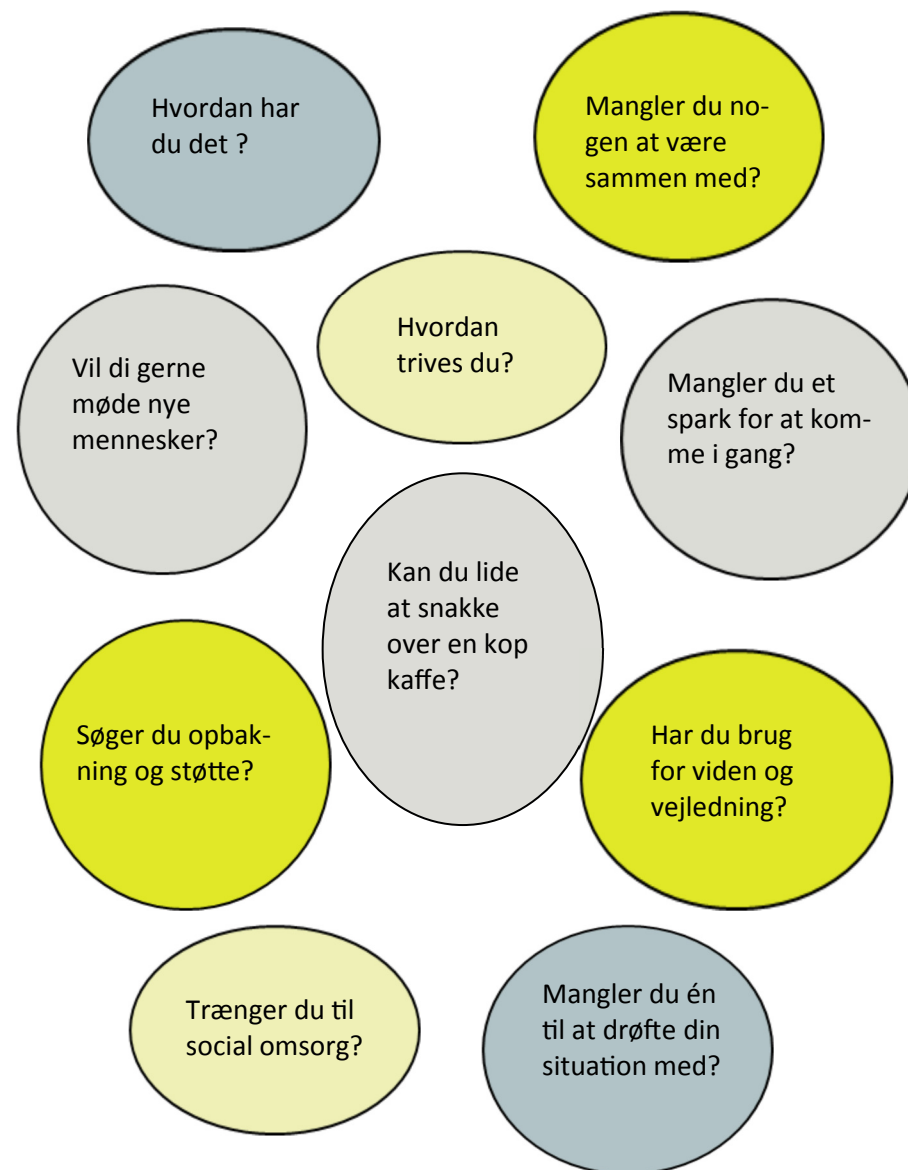 Hvordan har
du det ?
Mangler du no-
gen at være
sammen med?
Hvordan
trives du?
Vil di gerne
møde nye
mennesker?
Mangler du et
spark for at kom-
me i gang?
Kan du lide
at snakke
over en kop
kaffe?
Søger du opbak-
ning og støtte?
Har du brug
for viden og
vejledning?
Trænger du til
social omsorg?
Mangler du én
til at drøfte din
situation med?